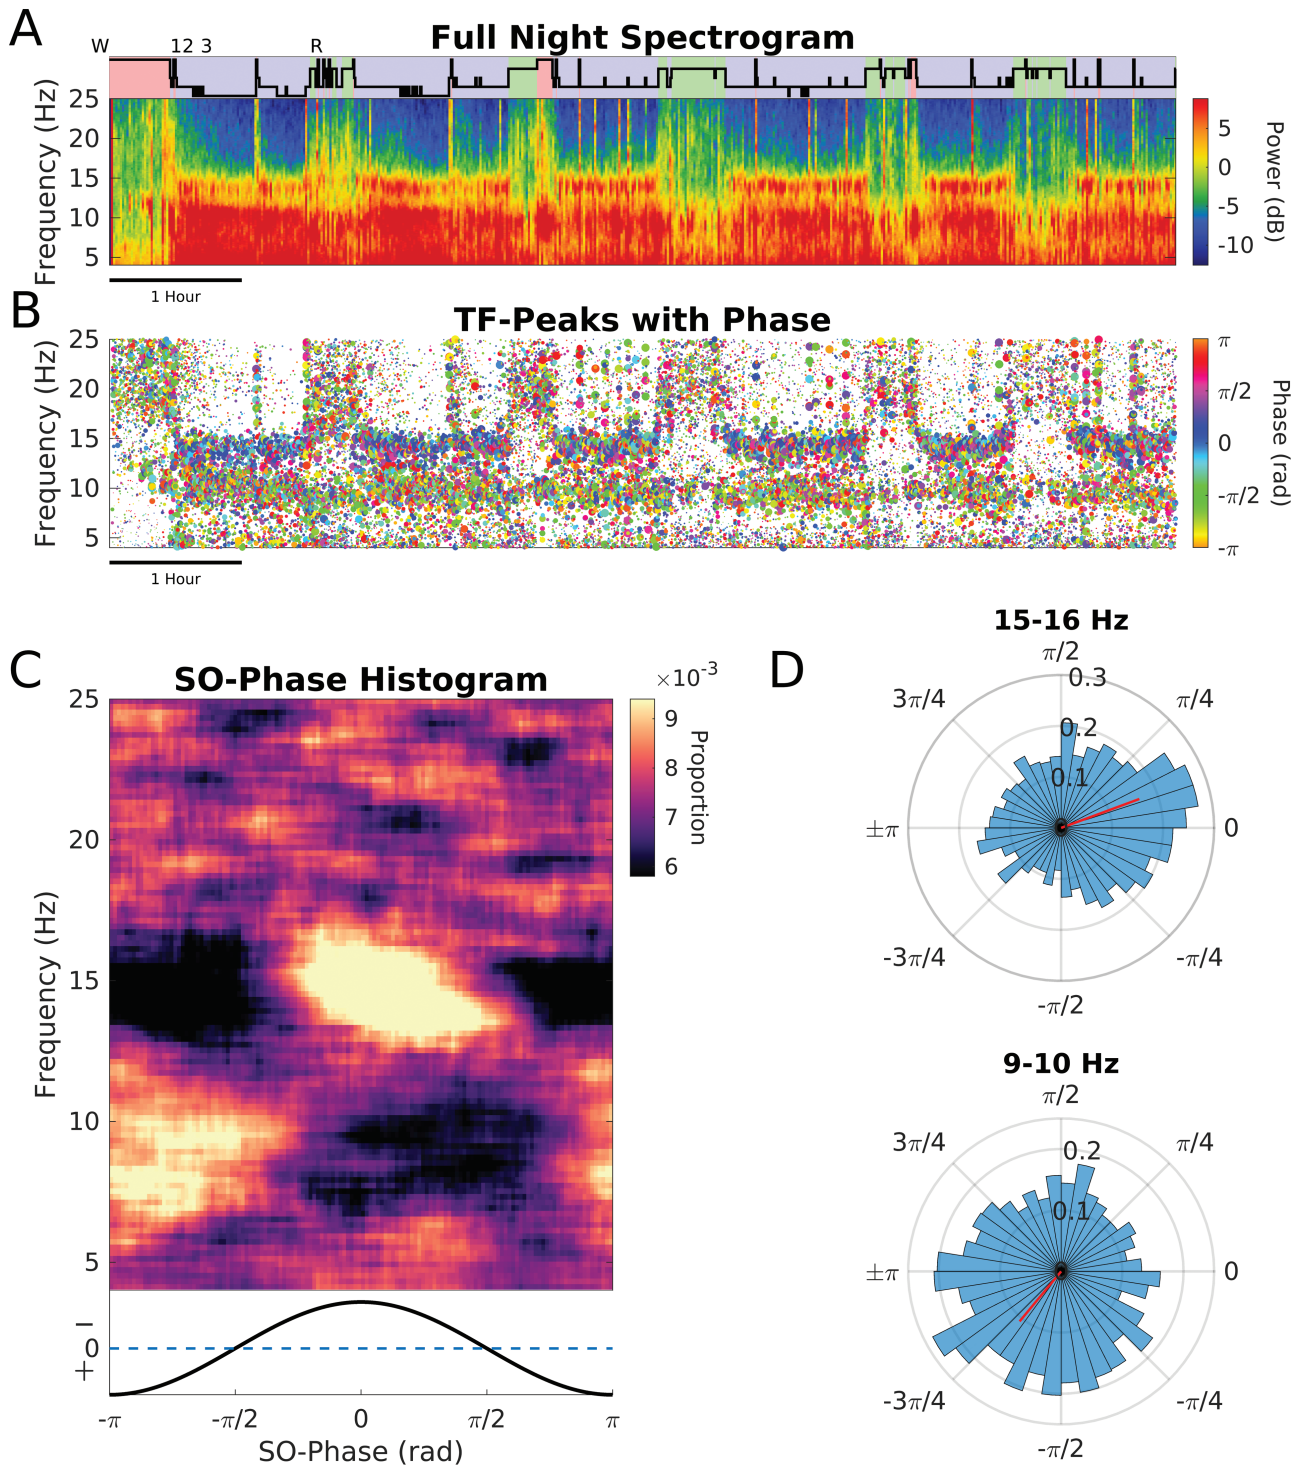 A
Full Night Spectrogram
W 12 3 R
Frequency (Hz)
25
20
15
10
5
5
0
-5
-10
Power (dB)
1 Hour
B
TF-Peaks with Phase
Frequency (Hz)
25
20
15
10
5
π
π/2
0
-π/2
-π
Phase (rad)
1 Hour
C
SO-Phase Histogram
×10⁻³
Frequency (Hz)
25
20
15
10
5
9
8
7
6
Proportion
−
0
+
-π -π/2 0 π/2 π
SO-Phase (rad)
D
15-16 Hz
π/2
0.3
3π/4 π/4
0.2
0.1
±π 0
-3π/4 -π/4
-π/2
9-10 Hz
π/2
3π/4 π/4
0.2
0.1
±π 0
-3π/4 -π/4
-π/2